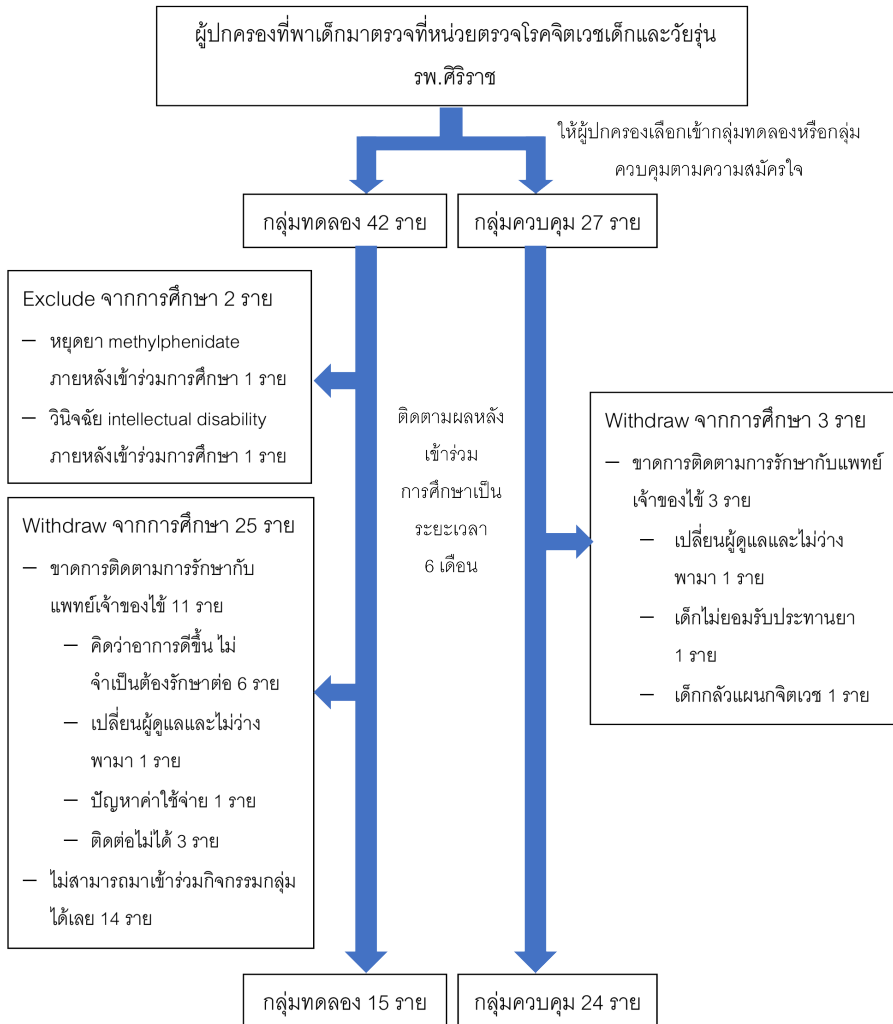 ผู้ปกครองที่พาเด็กมาตรวจที่หน่วยตรวจโรคจิตเวชเด็กและวัยรุ่น
รพ.ศิริราช
ให้ผู้ปกครองเลือกเข้ากลุ่มทดลองหรือกลุ่ม
ควบคุมตามความสมัครใจ
กลุ่มทดลอง 42 ราย
กลุ่มควบคุม 27 ราย
Exclude จากการศึกษา 2 ราย
– หยุดยา methylphenidate
ภายหลังเข้าร่วมการศึกษา 1 ราย
– วินิจฉัย intellectual disability
ภายหลังเข้าร่วมการศึกษา 1 ราย
ติดตามผลหลัง
เข้าร่วม
การศึกษาเป็น
ระยะเวลา
6 เดือน
Withdraw จากการศึกษา 3 ราย
– ขาดการติดตามการรักษากับแพทย์
เจ้าของไข้ 3 ราย
– เปลี่ยนผู้ดูแลและไม่ว่าง
พามา 1 ราย
– เด็กไม่ยอมรับประทานยา
1 ราย
– เด็กกลัวแผนกจิตเวช 1 ราย
Withdraw จากการศึกษา 25 ราย
– ขาดการติดตามการรักษากับ
แพทย์เจ้าของไข้ 11 ราย
– คิดว่าอาการดีขึ้น ไม่
จำเป็นต้องรักษาต่อ 6 ราย
– เปลี่ยนผู้ดูแลและไม่ว่าง
พามา 1 ราย
– ปัญหาค่าใช้จ่าย 1 ราย
– ติดต่อไม่ได้ 3 ราย
– ไม่สามารถมาเข้าร่วมกิจกรรมกลุ่ม
ได้เลย 14 ราย
กลุ่มทดลอง 15 ราย
กลุ่มควบคุม 24 ราย